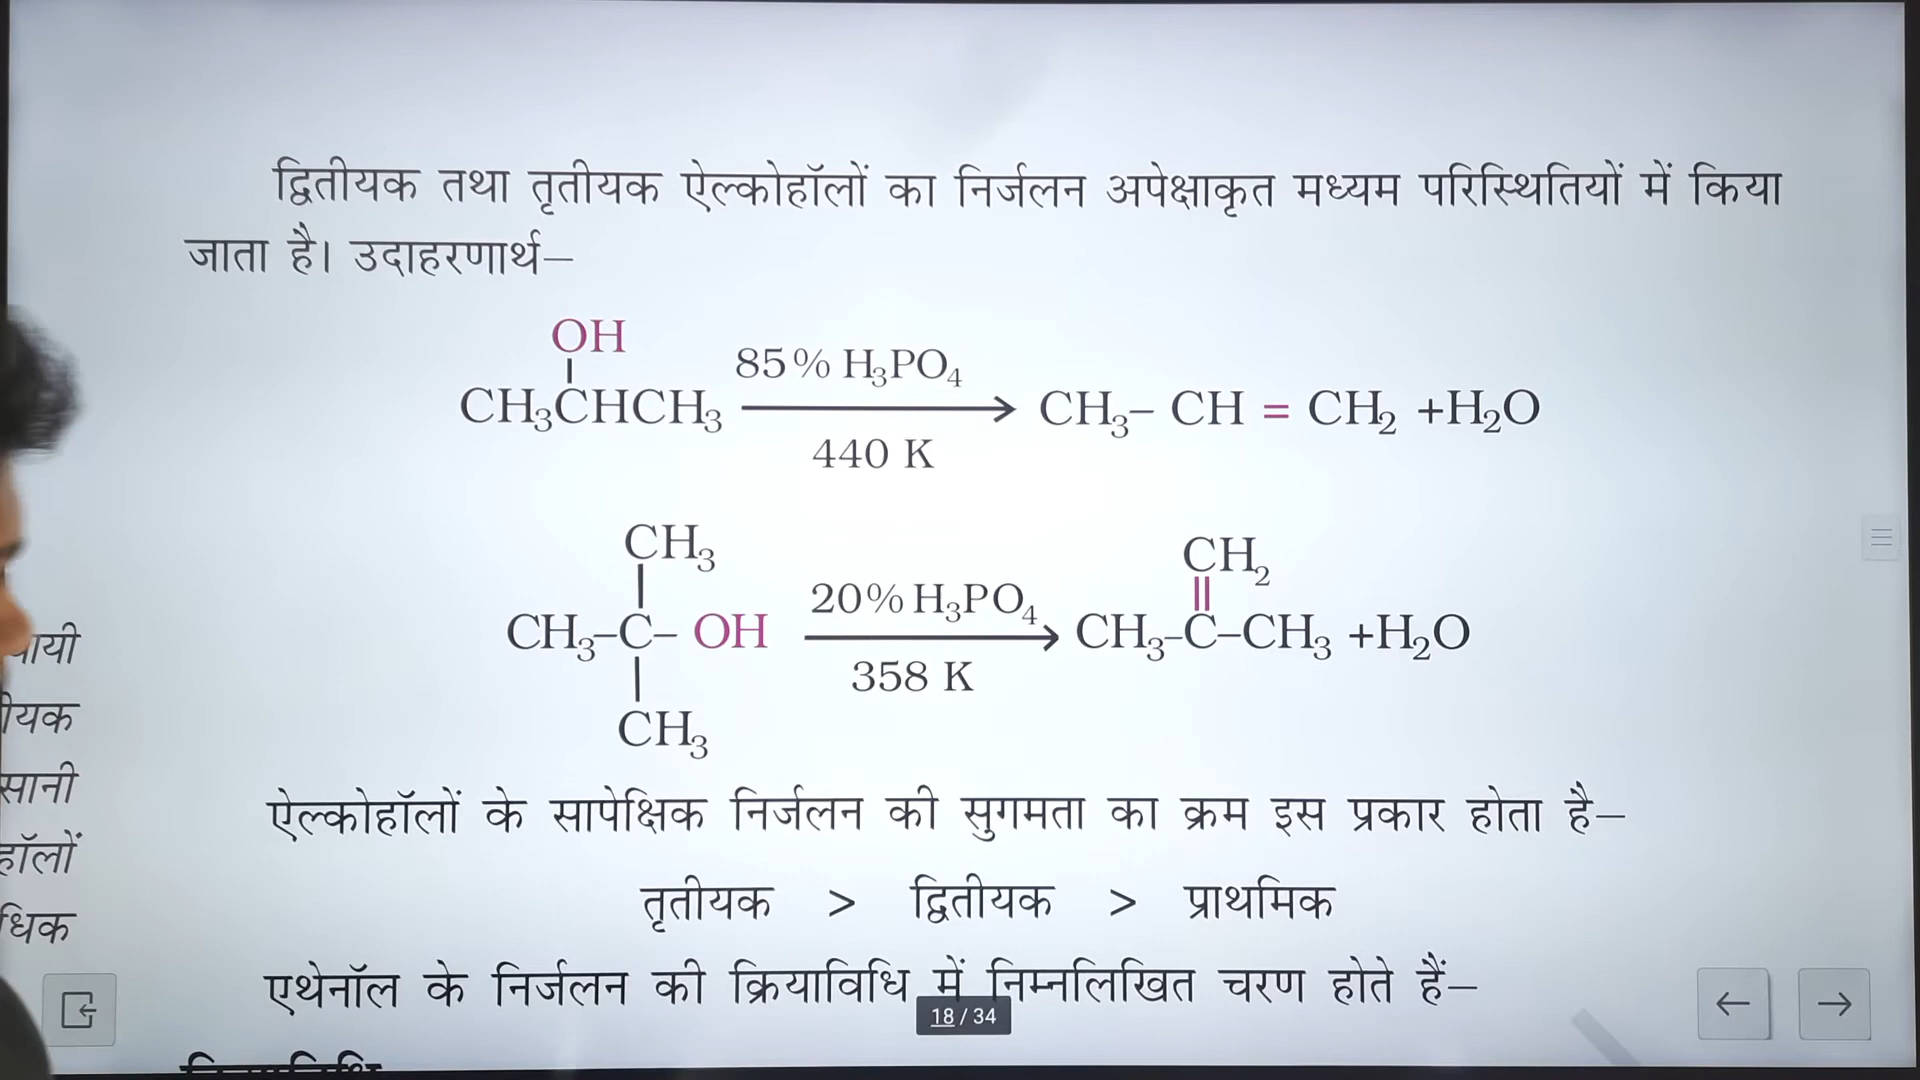 द्वितीयक तथा तृतीयक ऐल्कोहॉलों का निर्जलन अपेक्षाकृत मध्यम परिस्थितियों में किया
जाता है। उदाहरणार्थ–
OH
CH₃CHCH₃ 85% H₃PO₄ 440 K → CH₃– CH = CH₂ +H₂O
CH₃
CH₃–C– OH 20% H₃PO₄ 358 K → CH₃–C–CH₃ +H₂O
CH₂
CH₃
ऐल्कोहॉलों के सापेक्षिक निर्जलन की सुगमता का क्रम इस प्रकार होता है–
तृतीयक > द्वितीयक > प्राथमिक
एथेनॉल के निर्जलन की क्रियाविधि में निम्नलिखित चरण होते हैं–
18 / 34